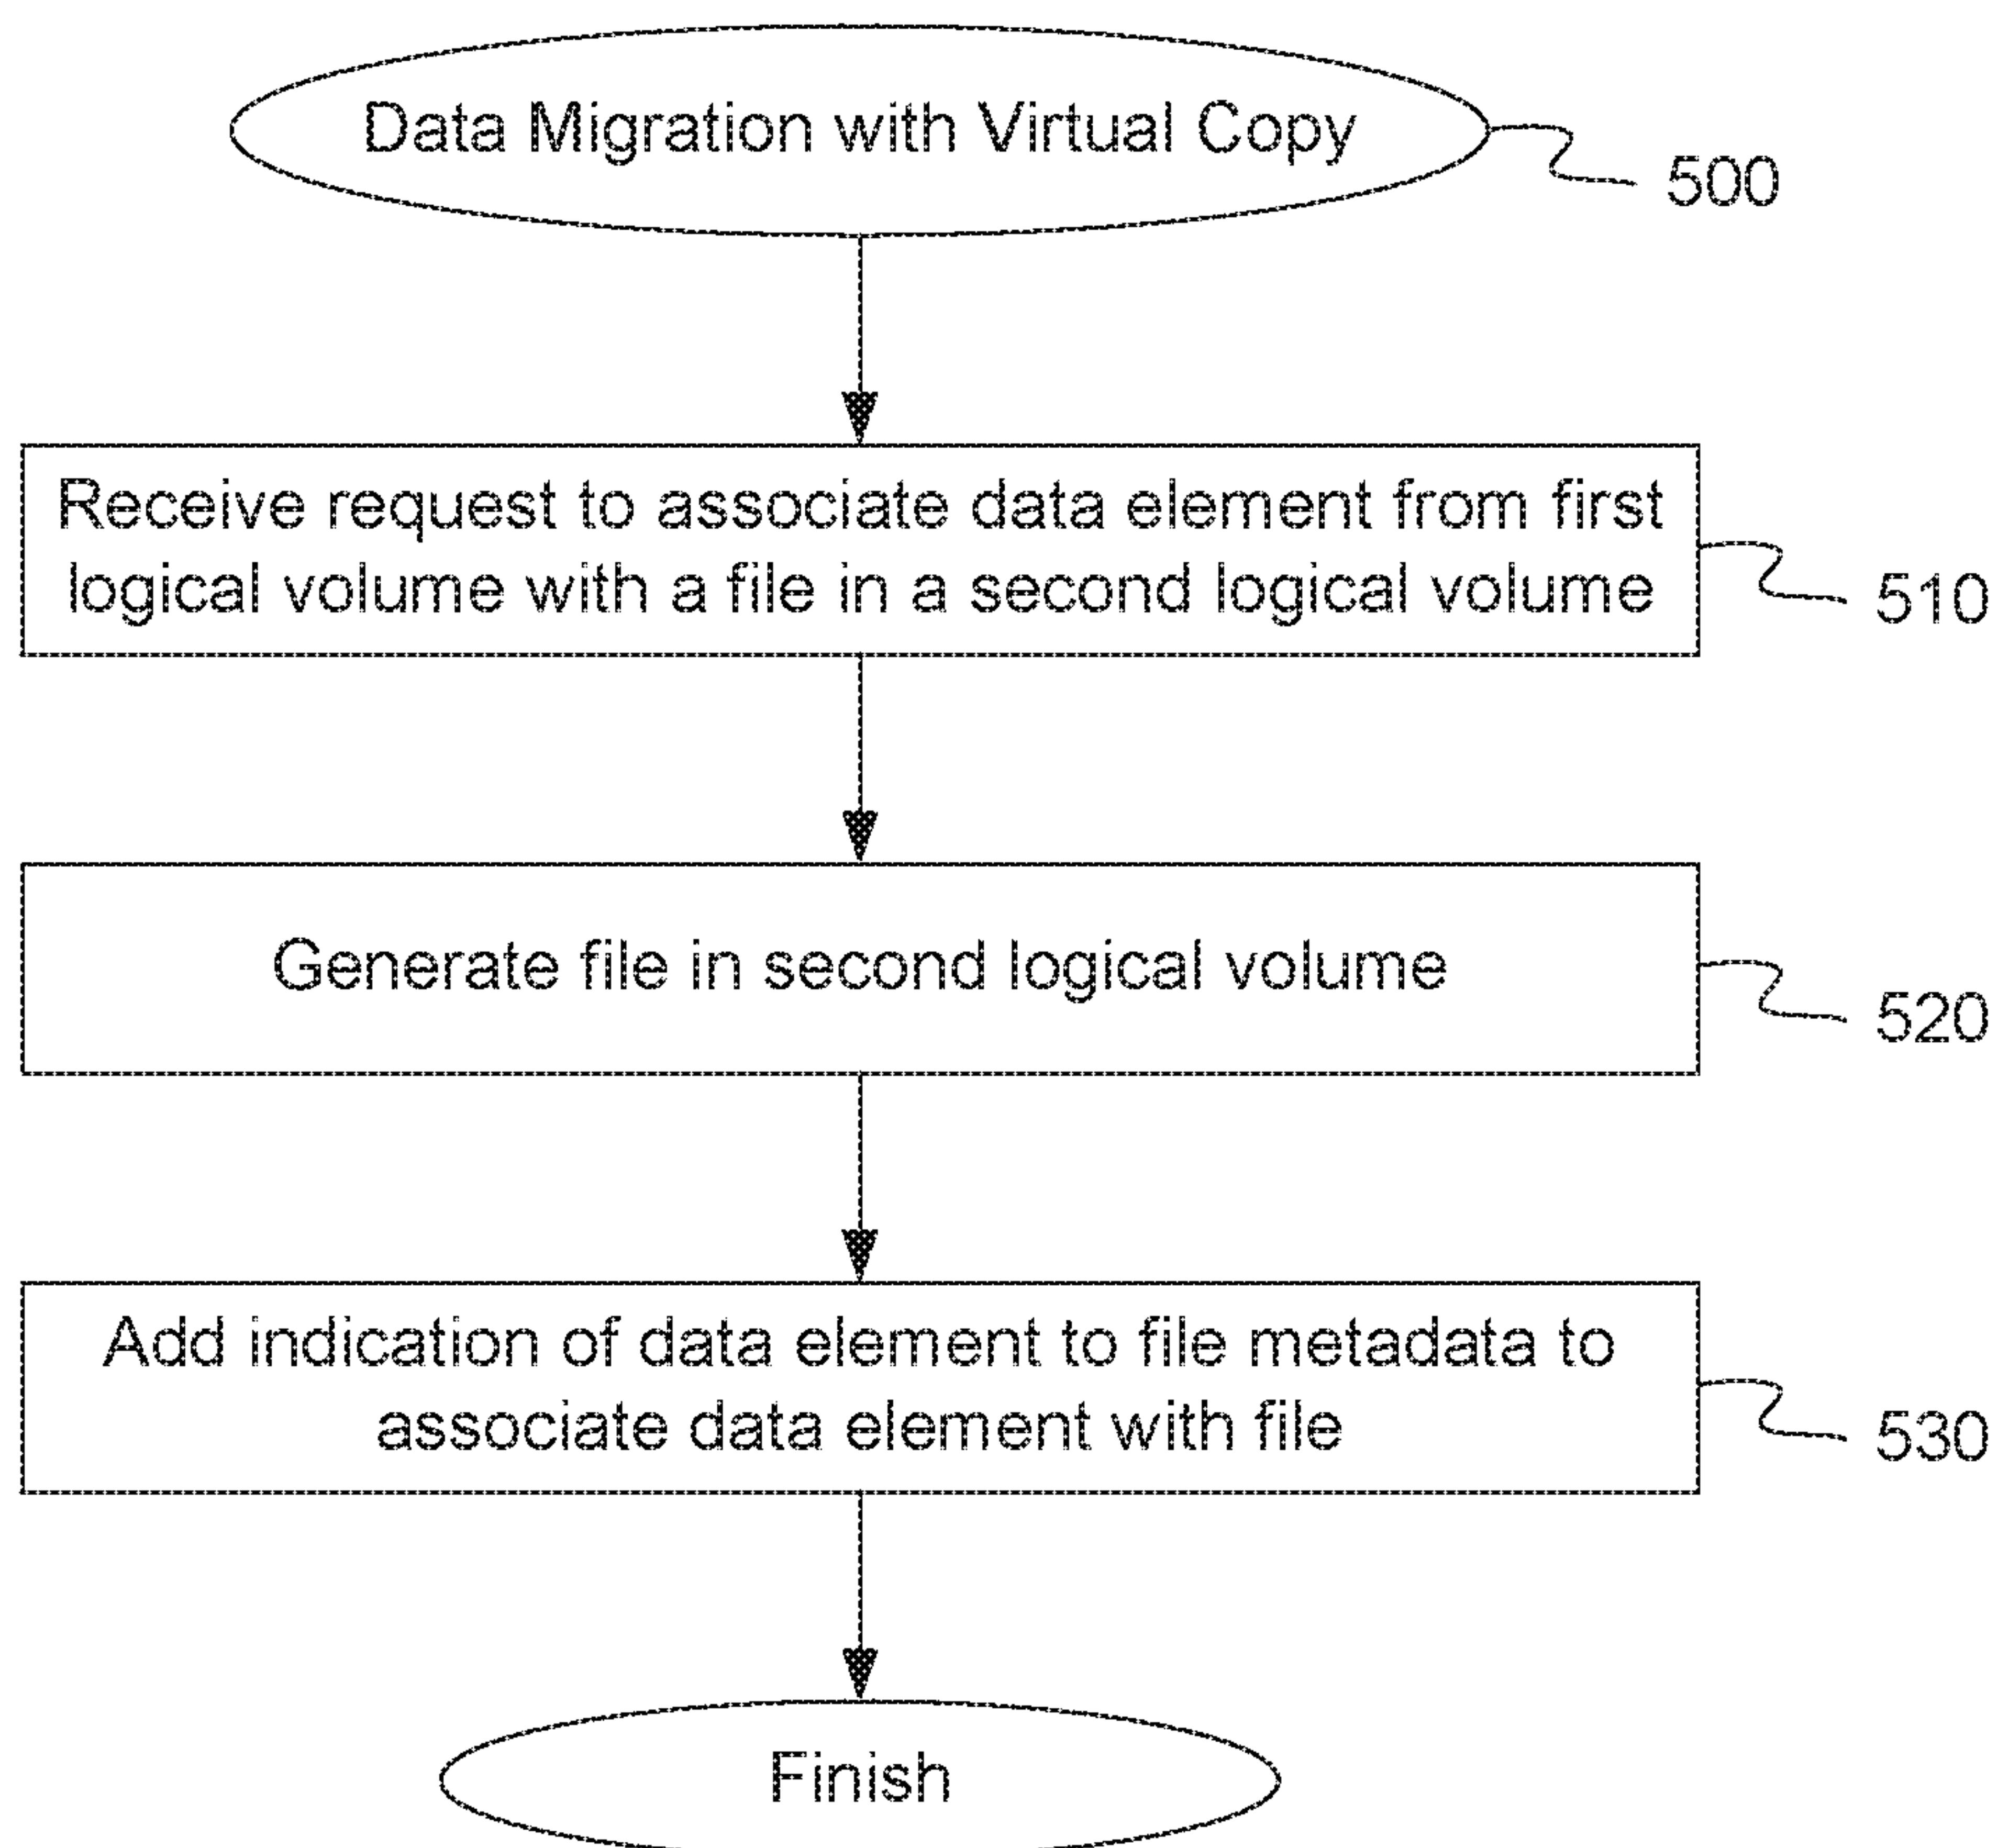 Data Migration with Virtual Copy
500
Receive request to associate data element from first
logical volume with a file in a second logical volume
510
Generate file in second logical volume
520
Add indication of data element to file metadata to
associate data element with file
530
Finish